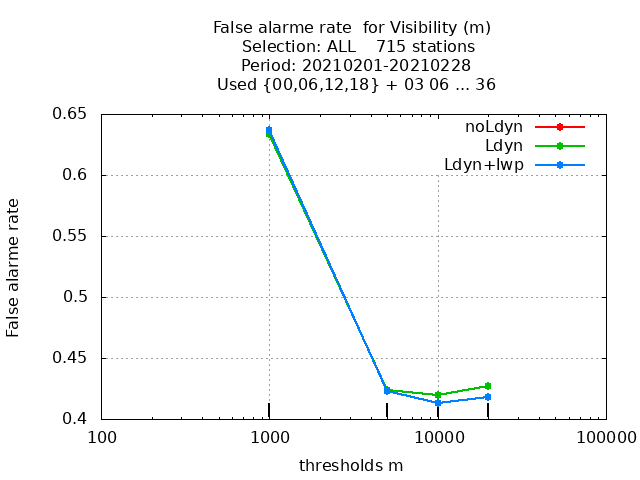 False alarme rate  for Visibility (m)
Selection: ALL    715 stations
Period: 20210201-20210228
Used {00,06,12,18} + 03 06 ... 36
0.65
0.6
0.55
0.5
0.45
0.4
False alarme rate
noLdyn
Ldyn
Ldyn+lwp
100
1000
10000
100000
thresholds m